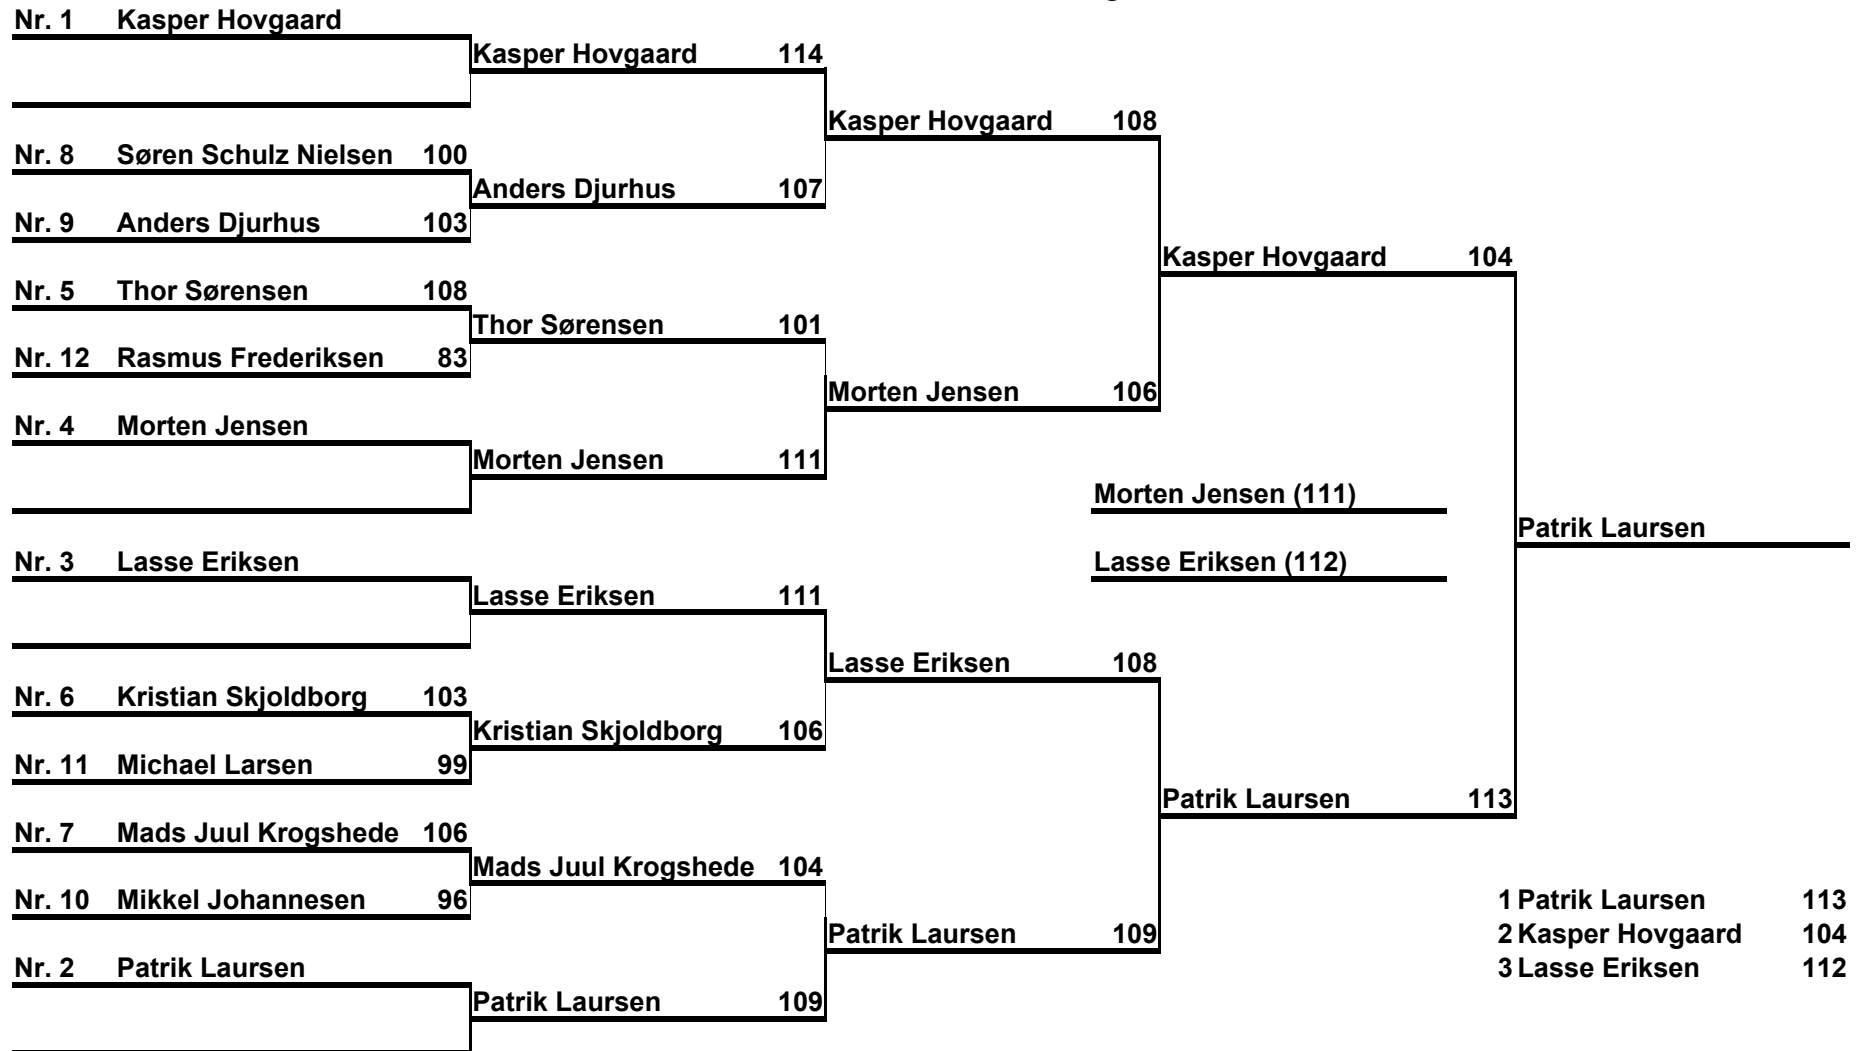 Nr. 1 Kasper Hovgaard
Kasper Hovgaard 114
Kasper Hovgaard 108
Nr. 8 Søren Schulz Nielsen 100
Anders Djurhus 107
Nr. 9 Anders Djurhus 103
Kasper Hovgaard 104
Nr. 5 Thor Sørensen 108
Thor Sørensen 101
Nr. 12 Rasmus Frederiksen 83
Morten Jensen 106
Nr. 4 Morten Jensen
Morten Jensen 111
Morten Jensen (111)
Patrik Laursen
Nr. 3 Lasse Eriksen
Lasse Eriksen (112)
Lasse Eriksen 111
Lasse Eriksen 108
Nr. 6 Kristian Skjoldborg 103
Kristian Skjoldborg 106
Nr. 11 Michael Larsen 99
Patrik Laursen 113
Nr. 7 Mads Juul Krogshede 106
Mads Juul Krogshede 104
Nr. 10 Mikkel Johannesen 96
1 Patrik Laursen 113
Patrik Laursen 109
2 Kasper Hovgaard 104
Nr. 2 Patrik Laursen
3 Lasse Eriksen 112
Patrik Laursen 109